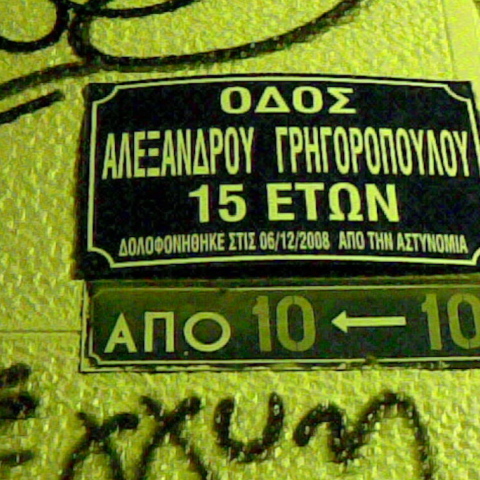 ΟΔΟΣ
ΑΛΕΞΑΝΔΡΟΥ ΓΡΗΓΟΡΟΠΟΥΛΟΥ
15 ΕΤΩΝ
ΔΟΛΟΦΟΝΗΘΗΚΕ ΣΤΙΣ 06/12/2008 ΑΠΟ ΤΗΝ ΑΣΤΥΝΟΜΙΑ
ΑΠΟ 10 ← 10